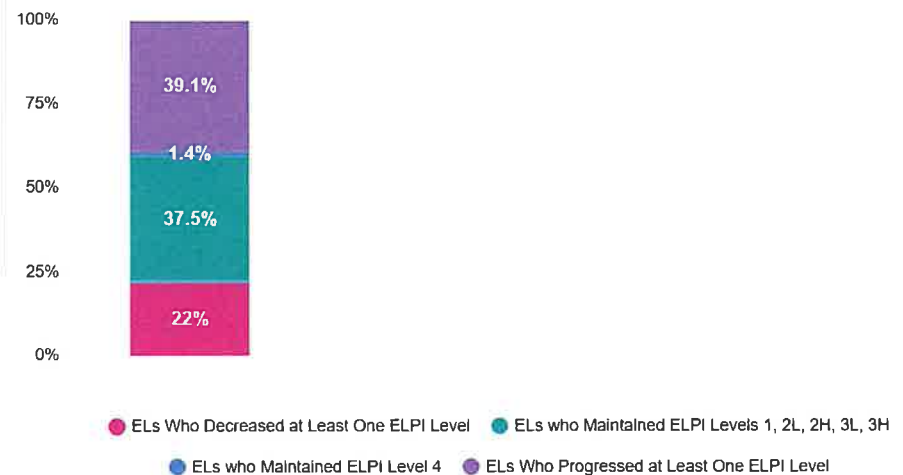 100%
39.1%
75%
1.4%
50%
37.5%
25%
22%
0%
ELs Who Decreased at Least One ELPI Level
ELs who Maintained ELPI Levels 1, 2L, 2H, 3L, 3H
ELs who Maintained ELPI Level 4
ELs Who Progressed at Least One ELPI Level